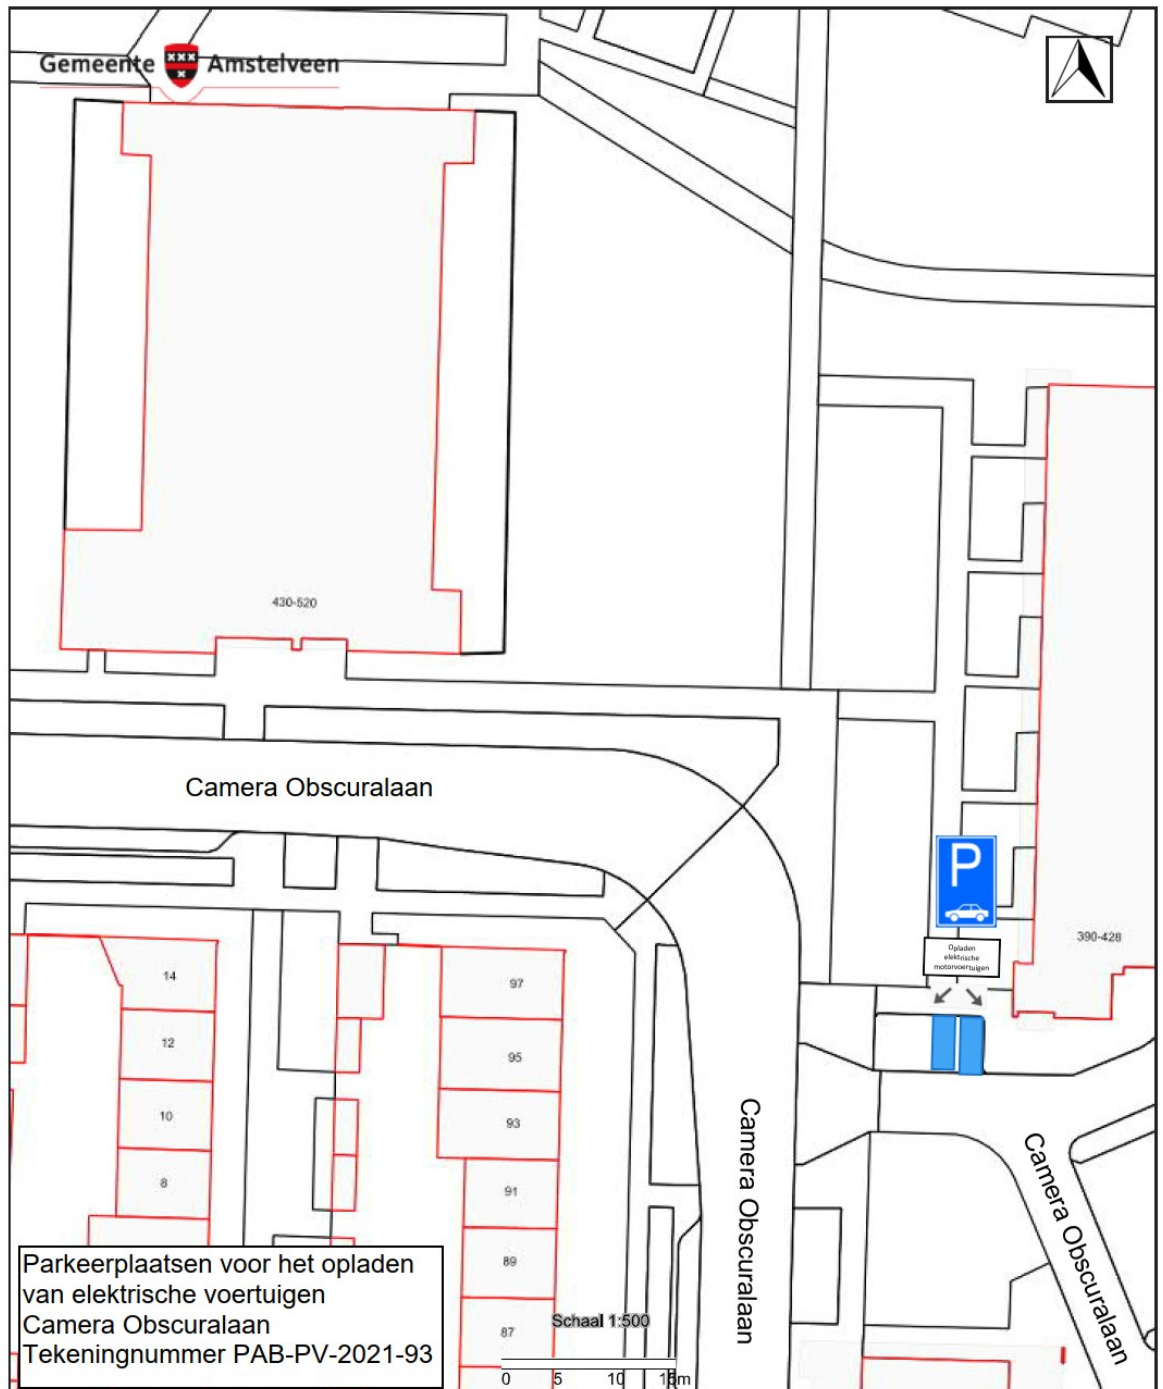 Gemeente Amstelveen
xxx
x
430-520
Camera Obscuralaan
P
Opladen
elektrische
motorvoertuigen
390-428
14
97
12
95
10
93
8
91
89
87
Camera Obscuralaan
Camera Obscuralaan
Parkeerplaatsen voor het opladen
van elektrische voertuigen
Camera Obscuralaan
Tekeningnummer PAB-PV-2021-93
Schaal 1:500
0 5 10 15m